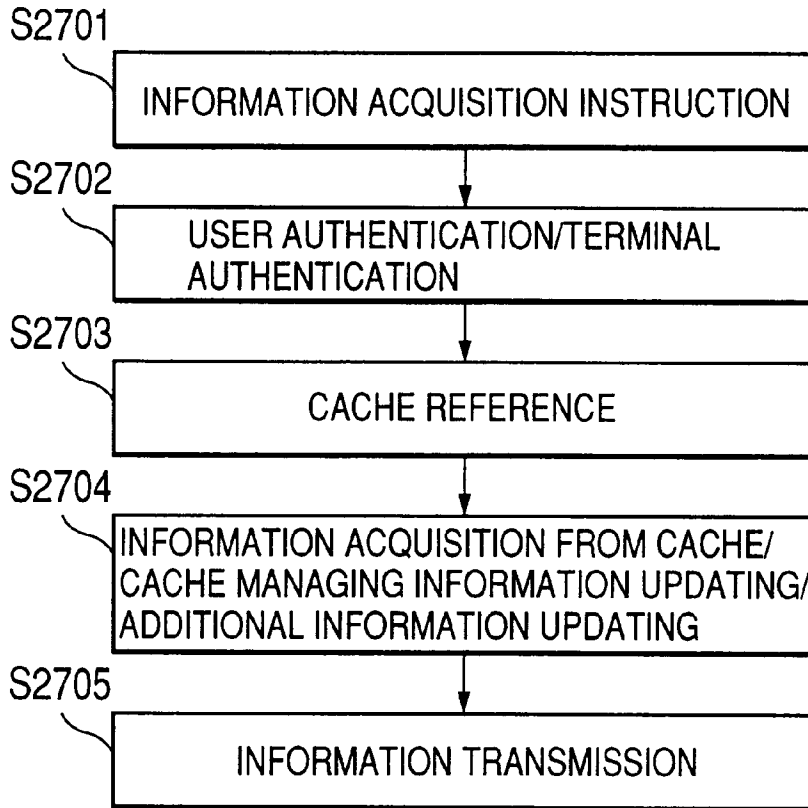 S2701
INFORMATION ACQUISITION INSTRUCTION
S2702
USER AUTHENTICATION/TERMINAL
AUTHENTICATION
S2703
CACHE REFERENCE
S2704
INFORMATION ACQUISITION FROM CACHE/
CACHE MANAGING INFORMATION UPDATING/
ADDITIONAL INFORMATION UPDATING
S2705
INFORMATION TRANSMISSION